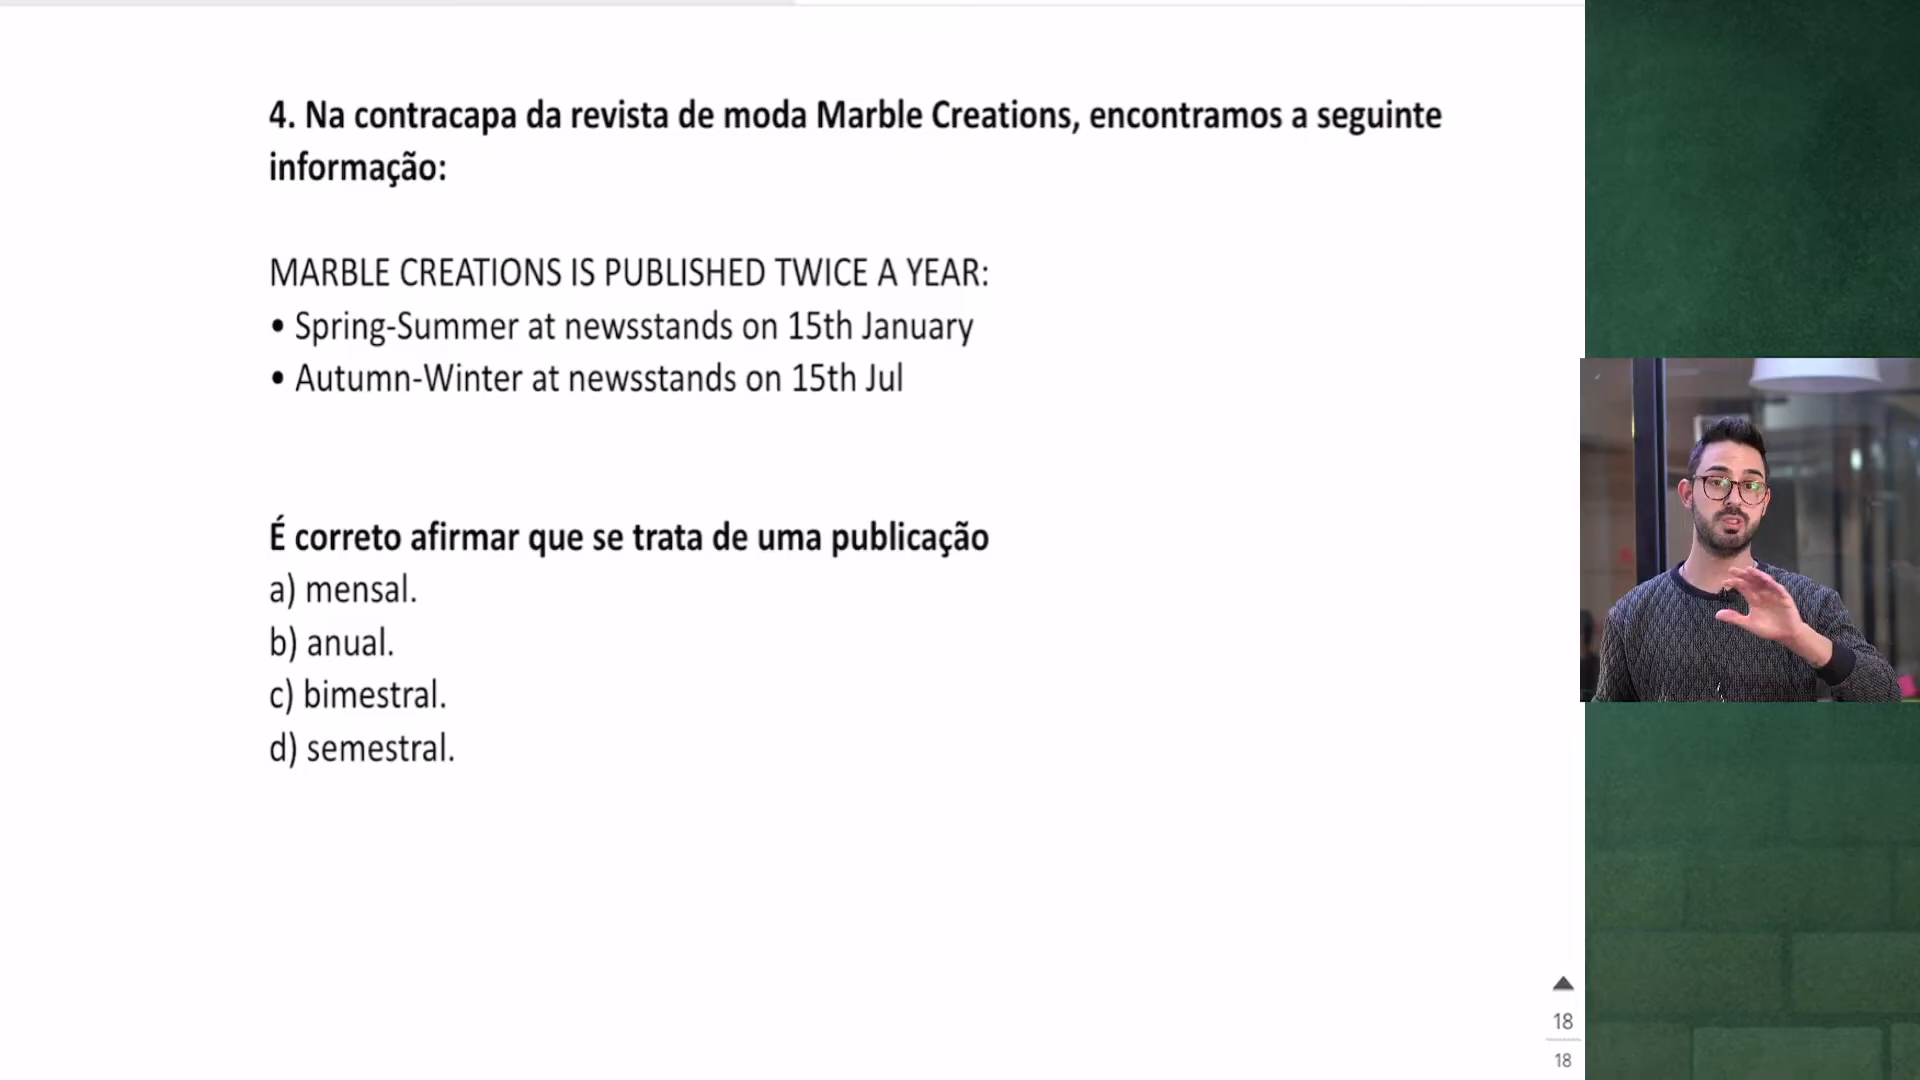 4. Na contracapa da revista de moda Marble Creations, encontramos a seguinte
informação:
MARBLE CREATIONS IS PUBLISHED TWICE A YEAR:
• Spring-Summer at newsstands on 15th January
• Autumn-Winter at newsstands on 15th Jul
É correto afirmar que se trata de uma publicação
a) mensal.
b) anual.
c) bimestral.
d) semestral.
18
18